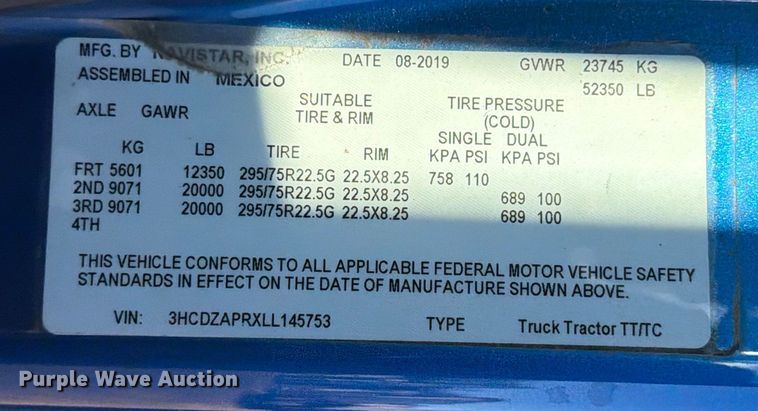 MFG. BY NAVISTAR, INC. DATE 08-2019 GVWR 23745 KG
ASSEMBLED IN MEXICO 52350 LB
AXLE GAWR SUITABLE TIRE PRESSURE
TIRE & RIM (COLD)
SINGLE DUAL
KG LB TIRE RIM KPA PSI KPA PSI
FRT 5601 12350 295/75R22.5G 22.5X8.25 758 110
2ND 9071 20000 295/75R22.5G 22.5X8.25 689 100
3RD 9071 20000 295/75R22.5G 22.5X8.25 689 100
4TH
THIS VEHICLE CONFORMS TO ALL APPLICABLE FEDERAL MOTOR VEHICLE SAFETY
STANDARDS IN EFFECT ON THE DATE OF MANUFACTURE SHOWN ABOVE.
VIN: 3HCDZAPRXLL145753 TYPE Truck Tractor TT/TC
Purple Wave Auction